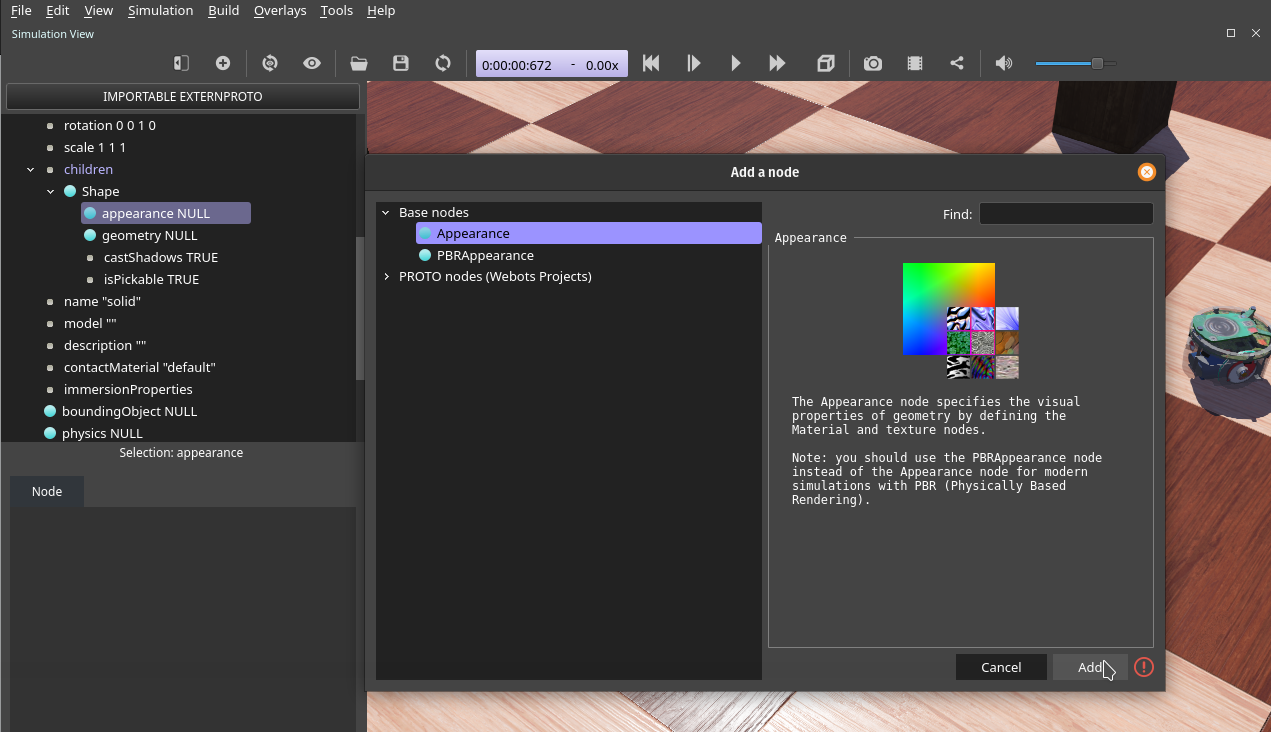 File Edit View Simulation Build Overlays Tools Help
Simulation View
0:00:00:672 - 0.00x
IMPORTABLE EXTERNPROTO
rotation 0 0 1 0
scale 1 1 1
children
Shape
appearance NULL
geometry NULL
castShadows TRUE
isPickable TRUE
name "solid"
model ""
description ""
contactMaterial "default"
immersionProperties
boundingObject NULL
physics NULL
Selection: appearance
Node
Add a node
Base nodes
Appearance
PBRAppearance
PROTO nodes (Webots Projects)
Find:
Appearance
The Appearance node specifies the visual
properties of geometry by defining the
Material and texture nodes.
Note: you should use the PBRAppearance node
instead of the Appearance node for modern
simulations with PBR (Physically Based
Rendering).
Cancel Add